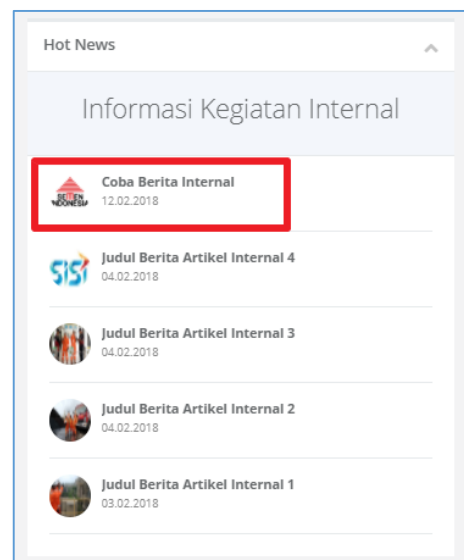 Hot News
Informasi Kegiatan Internal
Coba Berita Internal
12.02.2018
SEMEN
INDONESIA
Judul Berita Artikel Internal 4
04.02.2018
SISI
Judul Berita Artikel Internal 3
04.02.2018
Judul Berita Artikel Internal 2
04.02.2018
Judul Berita Artikel Internal 1
03.02.2018